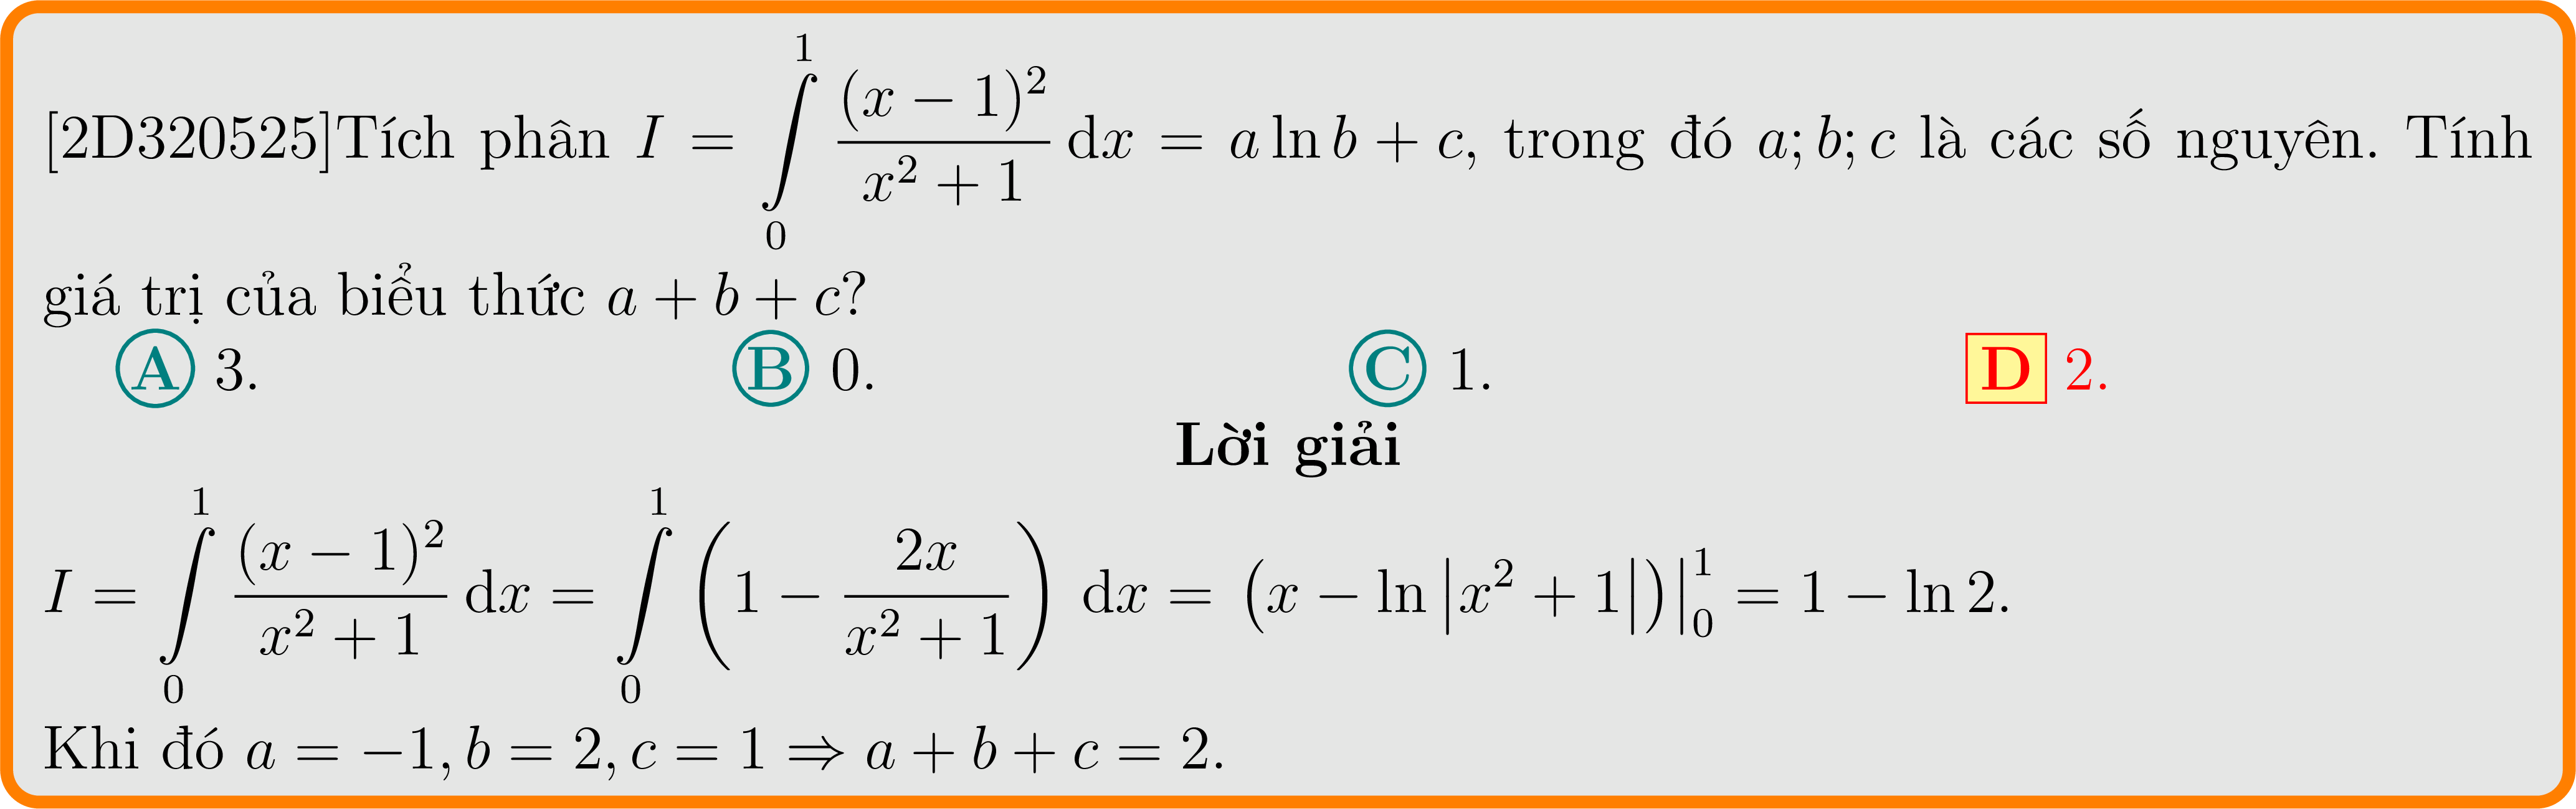 [2D320525]Tích phân $I = \int\limits_0^1 \frac{(x-1)^2}{x^2+1}\,\mathrm{d}x = a\ln b + c$, trong đó $a; b; c$ là các số nguyên. Tính
giá trị của biểu thức $a + b + c$?
A 3. B 0. C 1. D 2.
Lời giải
$I = \int\limits_0^1 \frac{(x-1)^2}{x^2+1}\,\mathrm{d}x = \int\limits_0^1 \left(1 - \frac{2x}{x^2+1}\right)\,\mathrm{d}x = \left(x - \ln\left|x^2+1\right|\right)\Big|_0^1 = 1 - \ln 2.$
Khi đó $a = -1, b = 2, c = 1 \Rightarrow a + b + c = 2.$